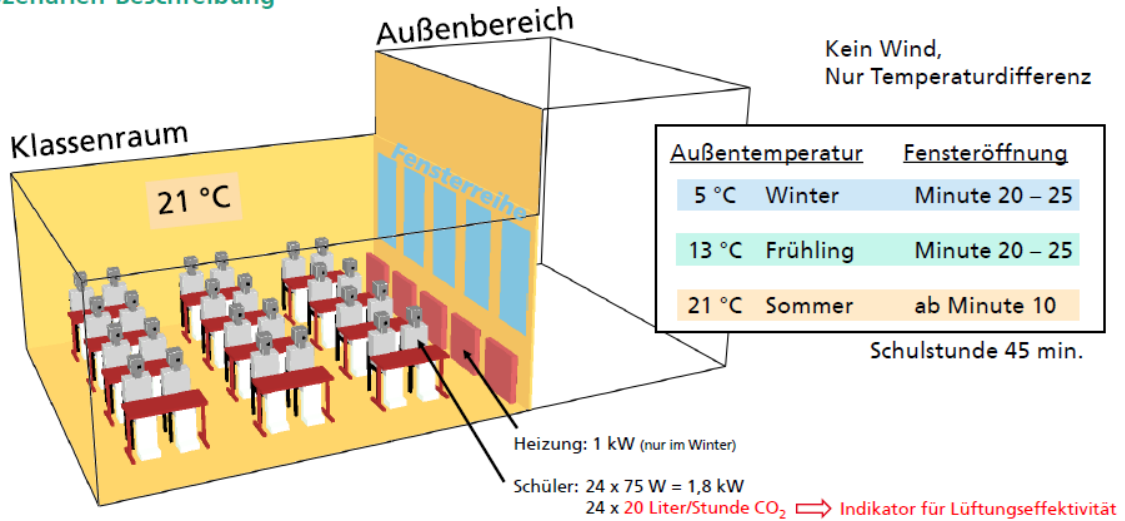 Szenarien-Beschreibung
Außenbereich
Kein Wind,
Nur Temperaturdifferenz
Klassenraum
21 °C
Fensterreihe
Außentemperatur Fensteröffnung
5 °C Winter Minute 20 – 25
13 °C Frühling Minute 20 – 25
21 °C Sommer ab Minute 10
Schulstunde 45 min.
Heizung: 1 kW (nur im Winter)
Schüler: 24 x 75 W = 1,8 kW
24 x 20 Liter/Stunde CO₂ ⇨ Indikator für Lüftungseffektivität